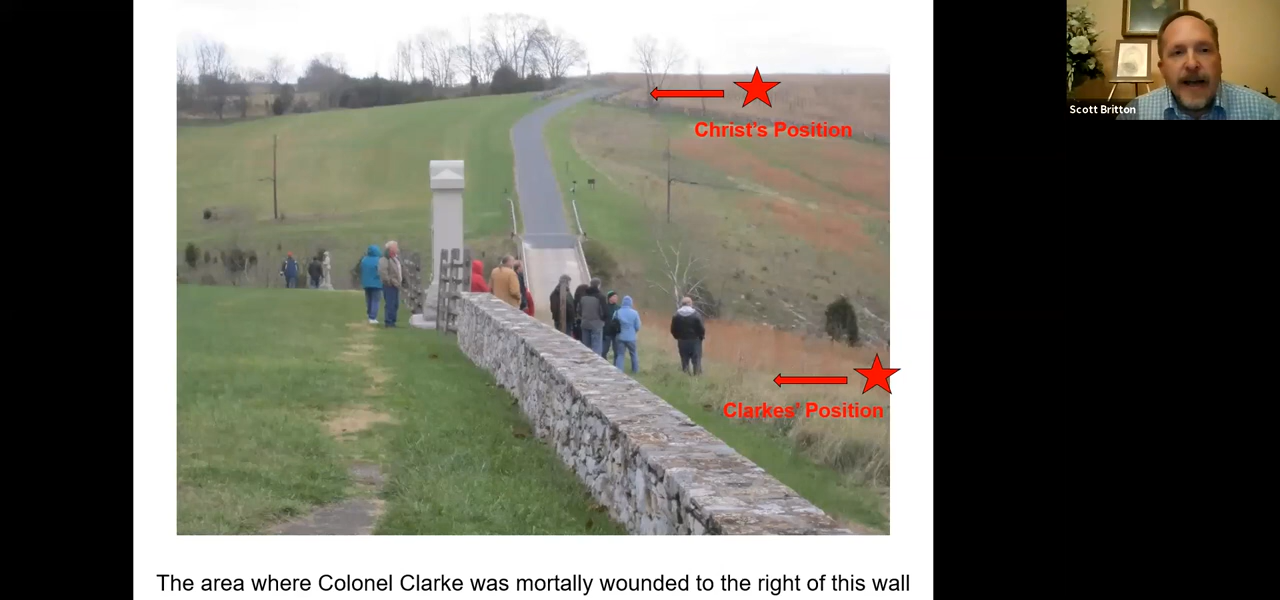 Scott Britton
Christ's Position
Clarkes' Position
The area where Colonel Clarke was mortally wounded to the right of this wall